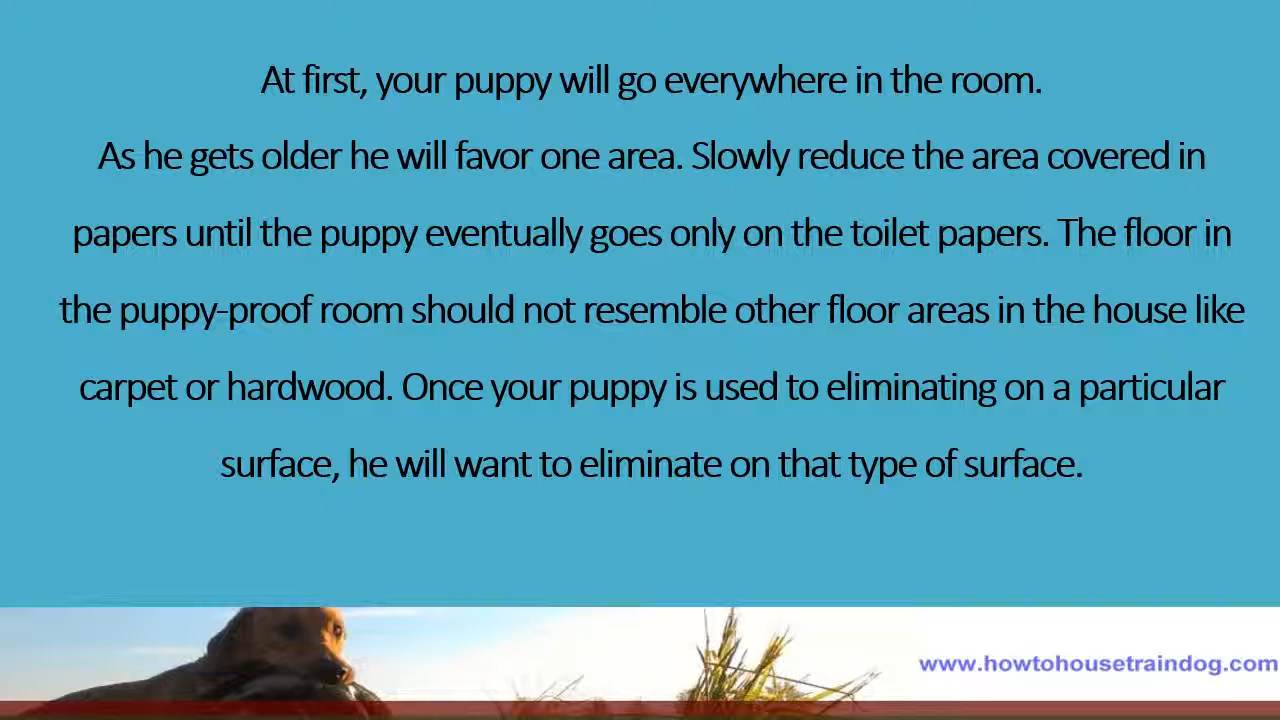 At first, your puppy will go everywhere in the room.
As he gets older he will favor one area. Slowly reduce the area covered in
papers until the puppy eventually goes only on the toilet papers. The floor in
the puppy-proof room should not resemble other floor areas in the house like
carpet or hardwood. Once your puppy is used to eliminating on a particular
surface, he will want to eliminate on that type of surface.
www.howtohousetraindog.com